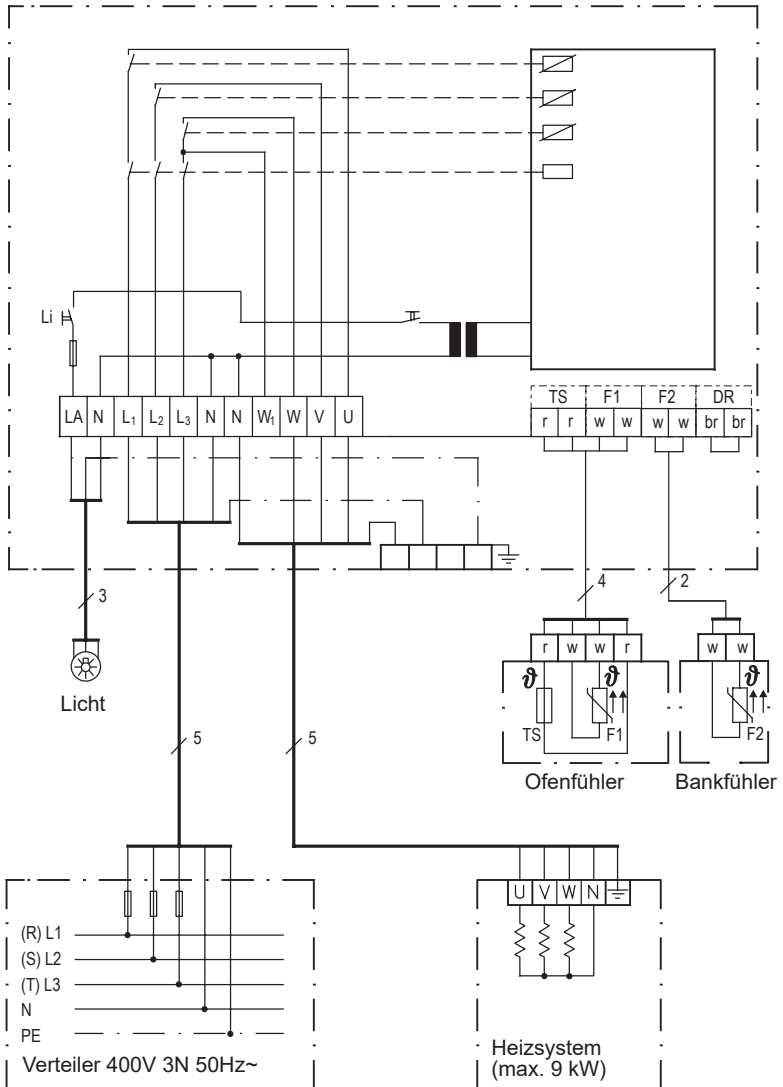 Li
TS F1 F2 DR
LA N L1 L2 L3 N N W1 W V U
r r w w w w br br
3
4
2
r w w r
w w
Licht
ϑ ϑ ϑ
TS F1 F2
Ofenfühler Bankfühler
5 5
U V W N
(R) L1
(S) L2
(T) L3
N
PE
Verteiler 400V 3N 50Hz~
Heizsystem
(max. 9 kW)